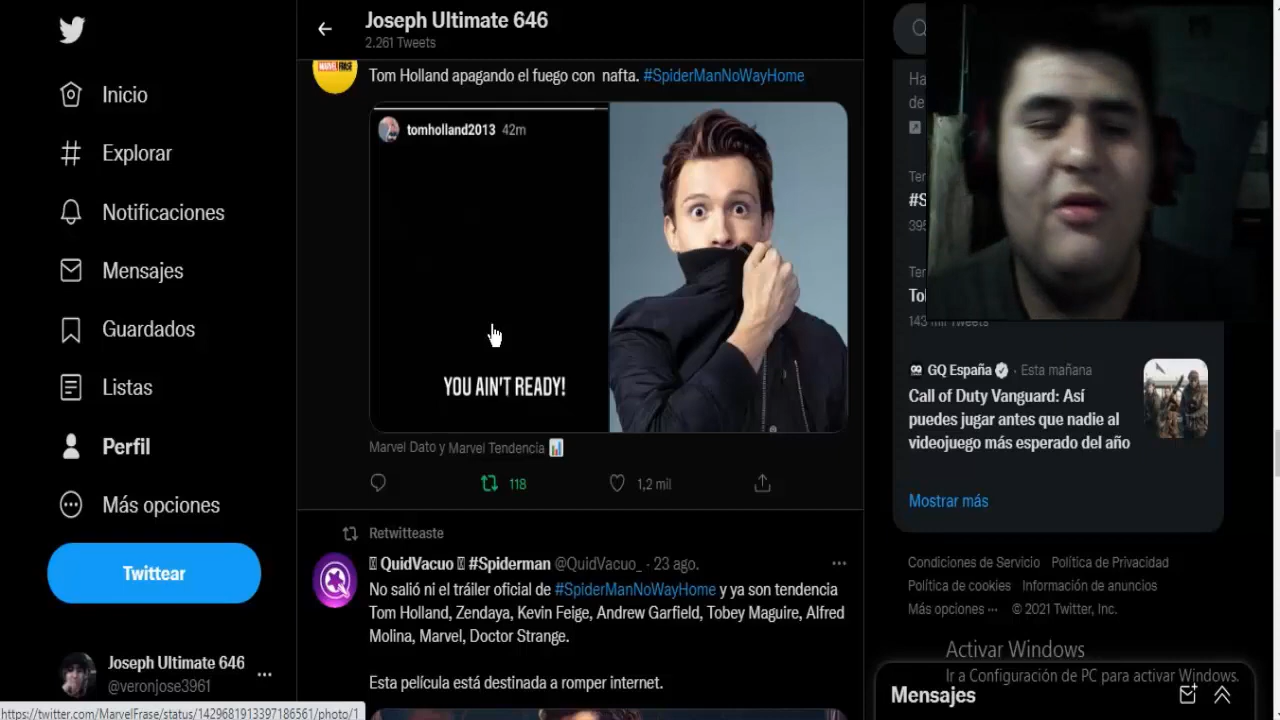 Joseph Ultimate 646
2.261 Tweets
Inicio
Explorar
Notificaciones
Mensajes
Guardados
Listas
Perfil
Más opciones
Twittear
Joseph Ultimate 646
@veronjose3961
https://twitter.com/MarvelFrase/status/1429681913397186561/photo/1
MARVEL FRASE
Tom Holland apagando el fuego con nafta. #SpiderManNoWayHome
tomholland2013 42m
YOU AIN'T READY!
Marvel Dato y Marvel Tendencia
118 1,2 mil
Retwitteaste
QuidVacuo #Spiderman @QuidVacuo_ · 23 ago.
No salió ni el tráiler oficial de #SpiderManNoWayHome y ya son tendencia
Tom Holland, Zendaya, Kevin Feige, Andrew Garfield, Tobey Maguire, Alfred
Molina, Marvel, Doctor Strange.
Esta película está destinada a romper internet.
GQ España · Esta mañana
Call of Duty Vanguard: Así
puedes jugar antes que nadie al
videojuego más esperado del año
Mostrar más
Condiciones de Servicio Política de Privacidad
Política de cookies Información de anuncios
Más opciones © 2021 Twitter, Inc.
Activar Windows
Ir a Configuración de PC para activar Windows.
Mensajes